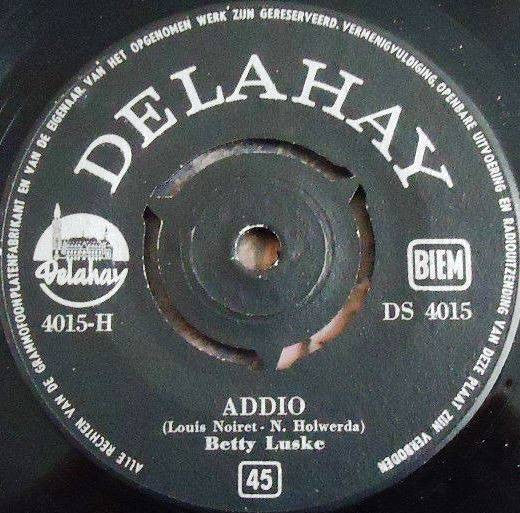 ALLE RECHTEN VAN DE GRAMMOFOONPLATENFABRIKANT EN VAN DE EIGENAAR VAN HET OPGENOMEN WERK ZIJN GERESERVEERD. VERMENIGVULDIGING, OPENBARE UITVOERING EN RADIOUITZENDING VAN DEZE PLAAT ZIJN VERBODEN
DELAHAY
Delahay
BIEM
4015-H
DS 4015
ADDIO
(Louis Noiret - N. Holwerda)
Betty Luske
45